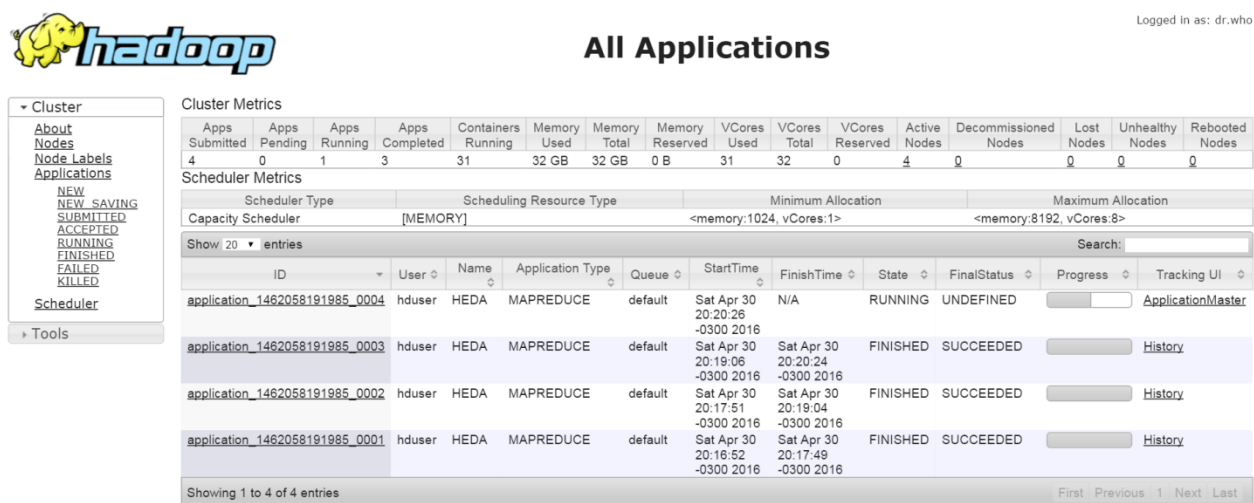 Logged in as: dr.who
hadoop
All Applications
Cluster
About
Nodes
Node Labels
Applications
NEW
NEW_SAVING
SUBMITTED
ACCEPTED
RUNNING
FINISHED
FAILED
KILLED
Scheduler
Tools
Cluster Metrics
Apps Submitted Apps Pending Apps Running Apps Completed Containers Running Memory Used Memory Total Memory Reserved VCores Used VCores Total VCores Reserved Active Nodes Decommissioned Nodes Lost Nodes Unhealthy Nodes Rebooted Nodes
4 0 1 3 31 32 GB 32 GB 0 B 31 32 0 4 0 0 0 0
Scheduler Metrics
Scheduler Type Scheduling Resource Type Minimum Allocation Maximum Allocation
Capacity Scheduler [MEMORY] <memory:1024, vCores:1> <memory:8192, vCores:8>
Show 20 entries Search:
ID User Name Application Type Queue StartTime FinishTime State FinalStatus Progress Tracking UI
application_1462058191985_0004 hduser HEDA MAPREDUCE default Sat Apr 30 N/A RUNNING UNDEFINED ApplicationMaster
20:20:26
-0300 2016
application_1462058191985_0003 hduser HEDA MAPREDUCE default Sat Apr 30 Sat Apr 30 FINISHED SUCCEEDED History
20:19:06 20:20:24
-0300 2016 -0300 2016
application_1462058191985_0002 hduser HEDA MAPREDUCE default Sat Apr 30 Sat Apr 30 FINISHED SUCCEEDED History
20:17:51 20:19:04
-0300 2016 -0300 2016
application_1462058191985_0001 hduser HEDA MAPREDUCE default Sat Apr 30 Sat Apr 30 FINISHED SUCCEEDED History
20:16:52 20:17:49
-0300 2016 -0300 2016
Showing 1 to 4 of 4 entries First Previous 1 Next Last